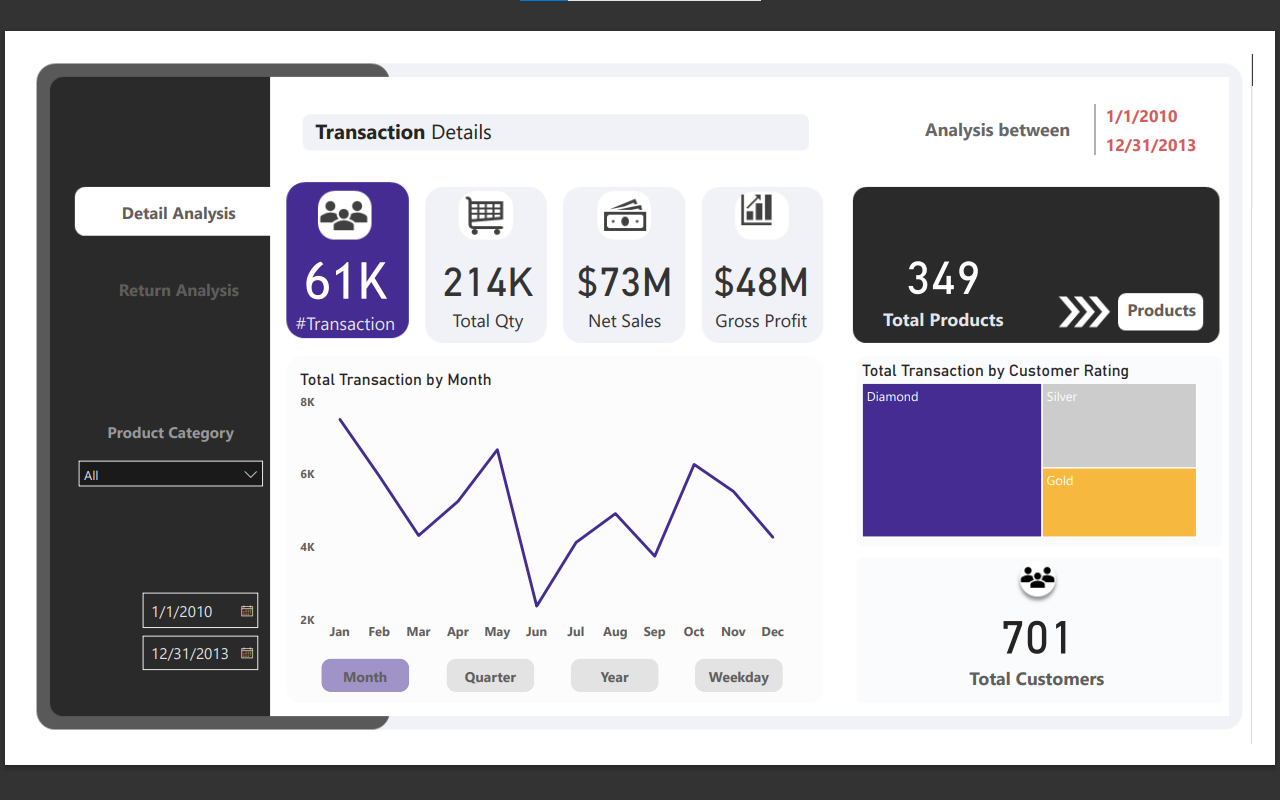 Transaction Details
Analysis between
1/1/2010
12/31/2013
Detail Analysis
Return Analysis
Product Category
All
1/1/2010
12/31/2013
61K
#Transaction
214K
Total Qty
$73M
Net Sales
$48M
Gross Profit
349
Total Products
Products
Total Transaction by Month
8K
6K
4K
2K
Jan Feb Mar Apr May Jun Jul Aug Sep Oct Nov Dec
Month
Quarter
Year
Weekday
Total Transaction by Customer Rating
Diamond
Silver
Gold
701
Total Customers